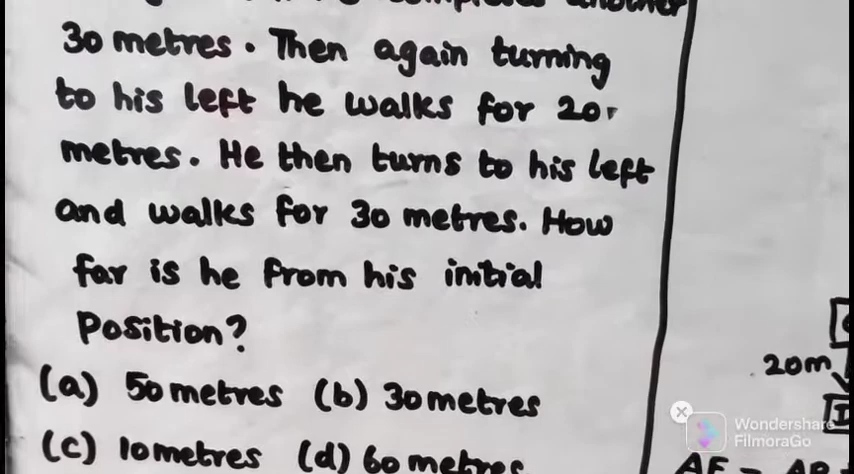 another
30 metres. Then again turning
to his left he walks for 20
metres. He then turns to his left
and walks for 30 metres. How
far is he from his initial
Position?
(a) 50 metres (b) 30 metres
(c) 10 metres (d) 60 metres
20m
Wondershare
FilmoraGo